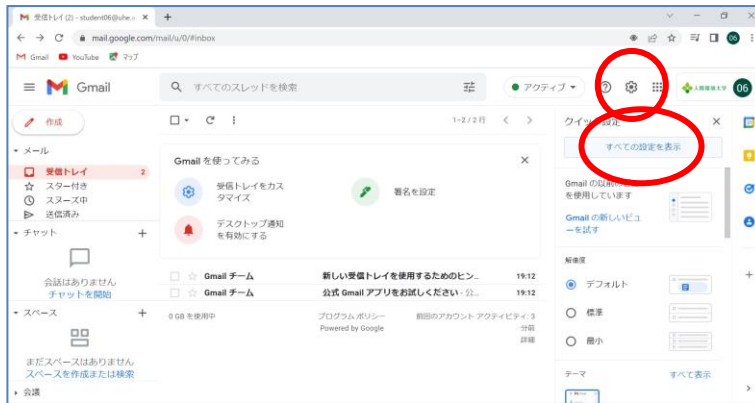 受信トレイ (2) - student06@uhe.
mail.google.com/mail/u/0/#inbox
06
Gmail
YouTube
マップ
Gmail
すべてのスレッドを検索
アクティブ
人間環境大学
06
作成
メール
受信トレイ 2
スター付き
スヌーズ中
送信済み
チャット
会話はありません
チャットを開始
スペース
まだスペースはありません
スペースを作成または検索
会議
1–2 / 2 行
Gmail を使ってみる
受信トレイをカス
タマイズ
署名を設定
デスクトップ通知
を有効にする
Gmail チーム 新しい受信トレイを使用するためのヒン... 19:12
Gmail チーム 公式 Gmail アプリをお試しください - 公... 19:12
0 GB を使用中
プログラム ポリシー
Powered by Google
前回のアカウント アクティビティ: 3
分前
詳細
クイック設定
すべての設定を表示
Gmail の以前の
を使用しています
Gmail の新しいビュ
ーを試す
解像度
デフォルト
標準
最小
テーマ
すべて表示